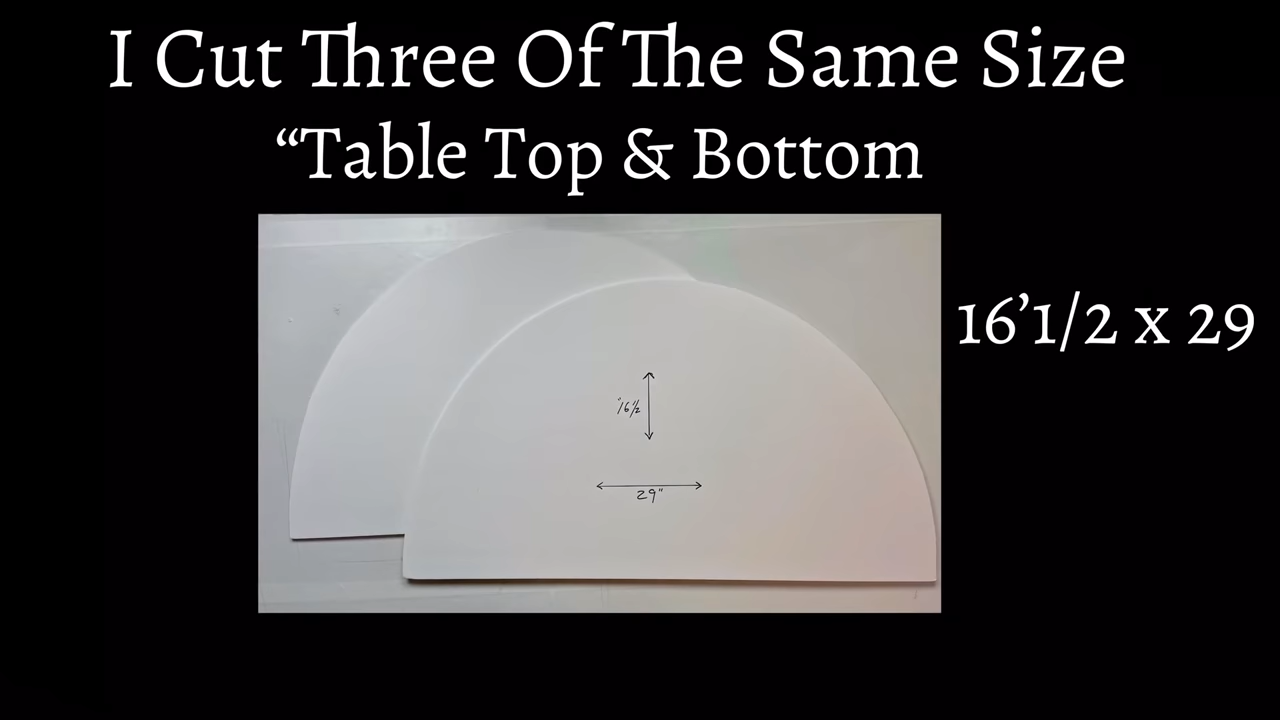 I Cut Three Of The Same Size
“Table Top & Bottom
16’1/2 x 29
"16½
29"